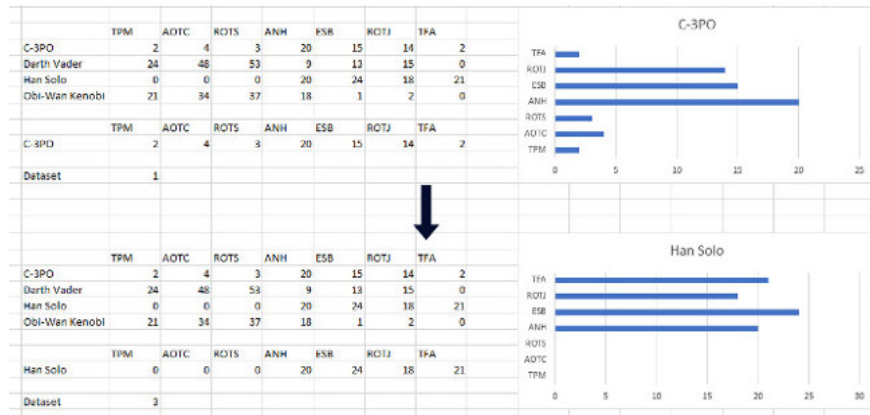 TPM AOTC ROTS ANH ESB ROTJ TFA
C-3PO 2 4 3 20 15 14 2
Darth Vader 24 48 53 9 13 15 0
Han Solo 0 0 0 20 24 18 21
Obi-Wan Kenobi 21 34 37 18 1 2 0
TPM AOTC ROTS ANH ESB ROTJ TFA
C-3PO 2 4 3 20 15 14 2
Dataset 1
C-3PO
TFA
ROTJ
ESB
ANH
ROTS
AOTC
TPM
0 5 10 15 20 25
TPM AOTC ROTS ANH ESB ROTJ TFA
C-3PO 2 4 3 20 15 14 2
Darth Vader 24 48 53 9 13 15 0
Han Solo 0 0 0 20 24 18 21
Obi-Wan Kenobi 21 34 37 18 1 2 0
TPM AOTC ROTS ANH ESB ROTJ TFA
Han Solo 0 0 0 20 24 18 21
Dataset 3
Han Solo
TFA
ROTJ
ESB
ANH
ROTS
AOTC
TPM
0 5 10 15 20 25 30